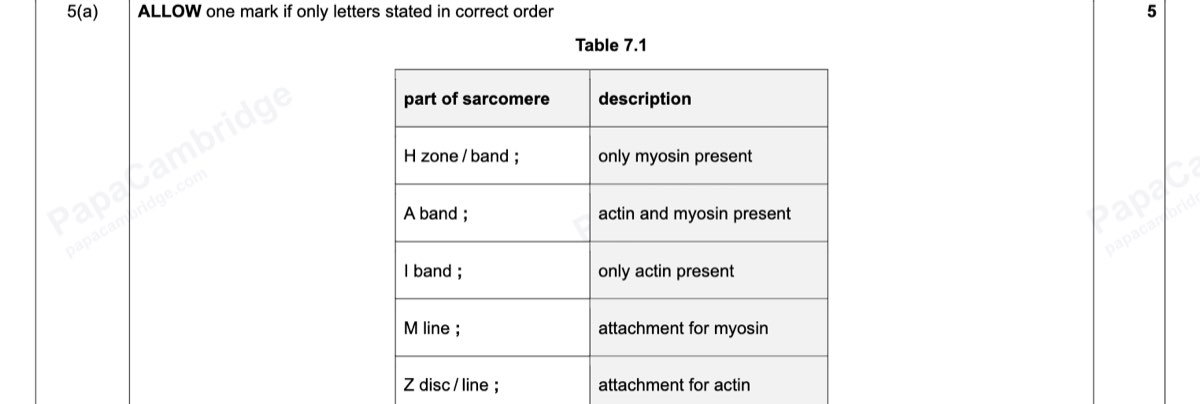 5(a) ALLOW one mark if only letters stated in correct order 5
Table 7.1
part of sarcomere description
H zone / band ; only myosin present
A band ; actin and myosin present
I band ; only actin present
M line ; attachment for myosin
Z disc / line ; attachment for actin
PapaCambridge
papacambridge.com
PapaCa
papacambridg